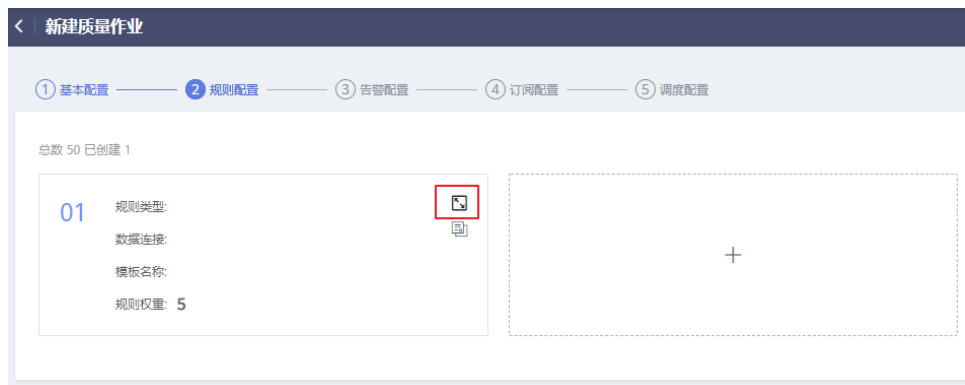 新建质量作业
1 基本配置 2 规则配置 3 告警配置 4 订阅配置 5 调度配置
总数 50 已创建 1
01
规则类型:
数据连接:
模板名称:
规则权重: 5